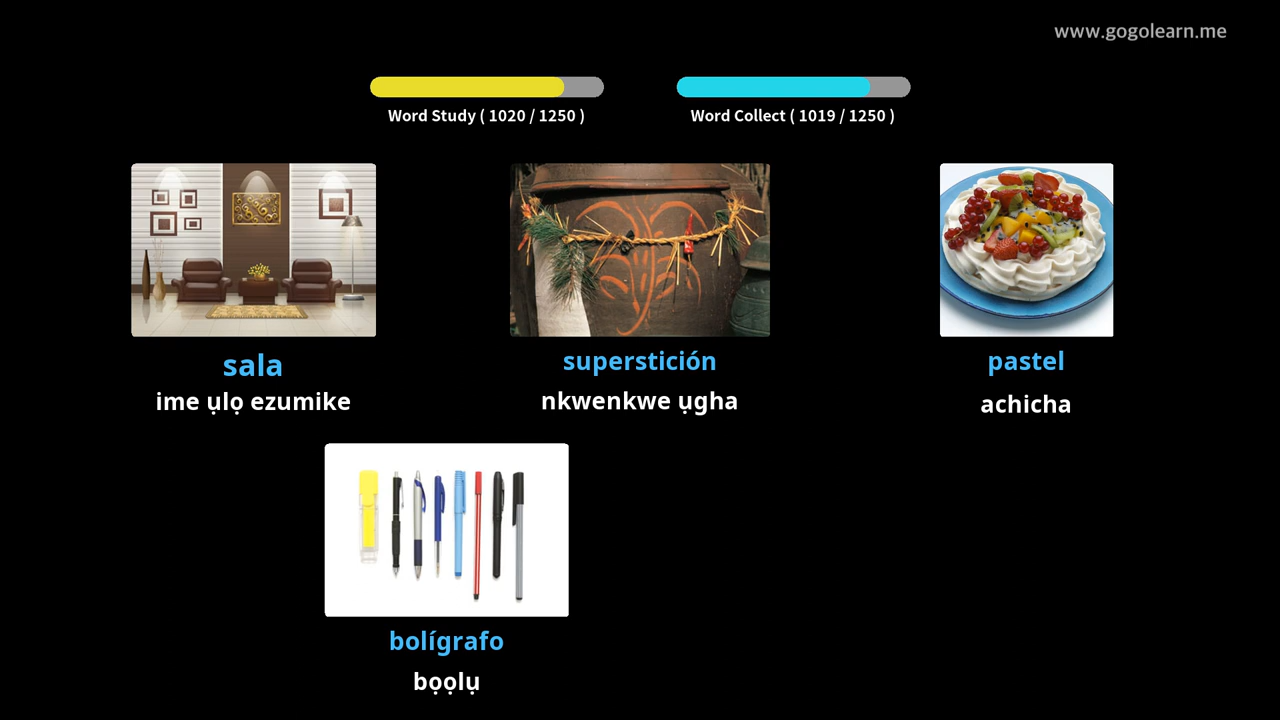 www.gogolearn.me
Word Study ( 1020 / 1250 )
Word Collect ( 1019 / 1250 )
sala
ime ụlọ ezumike
superstición
nkwenkwe ụgha
pastel
achicha
bolígrafo
bọọlụ